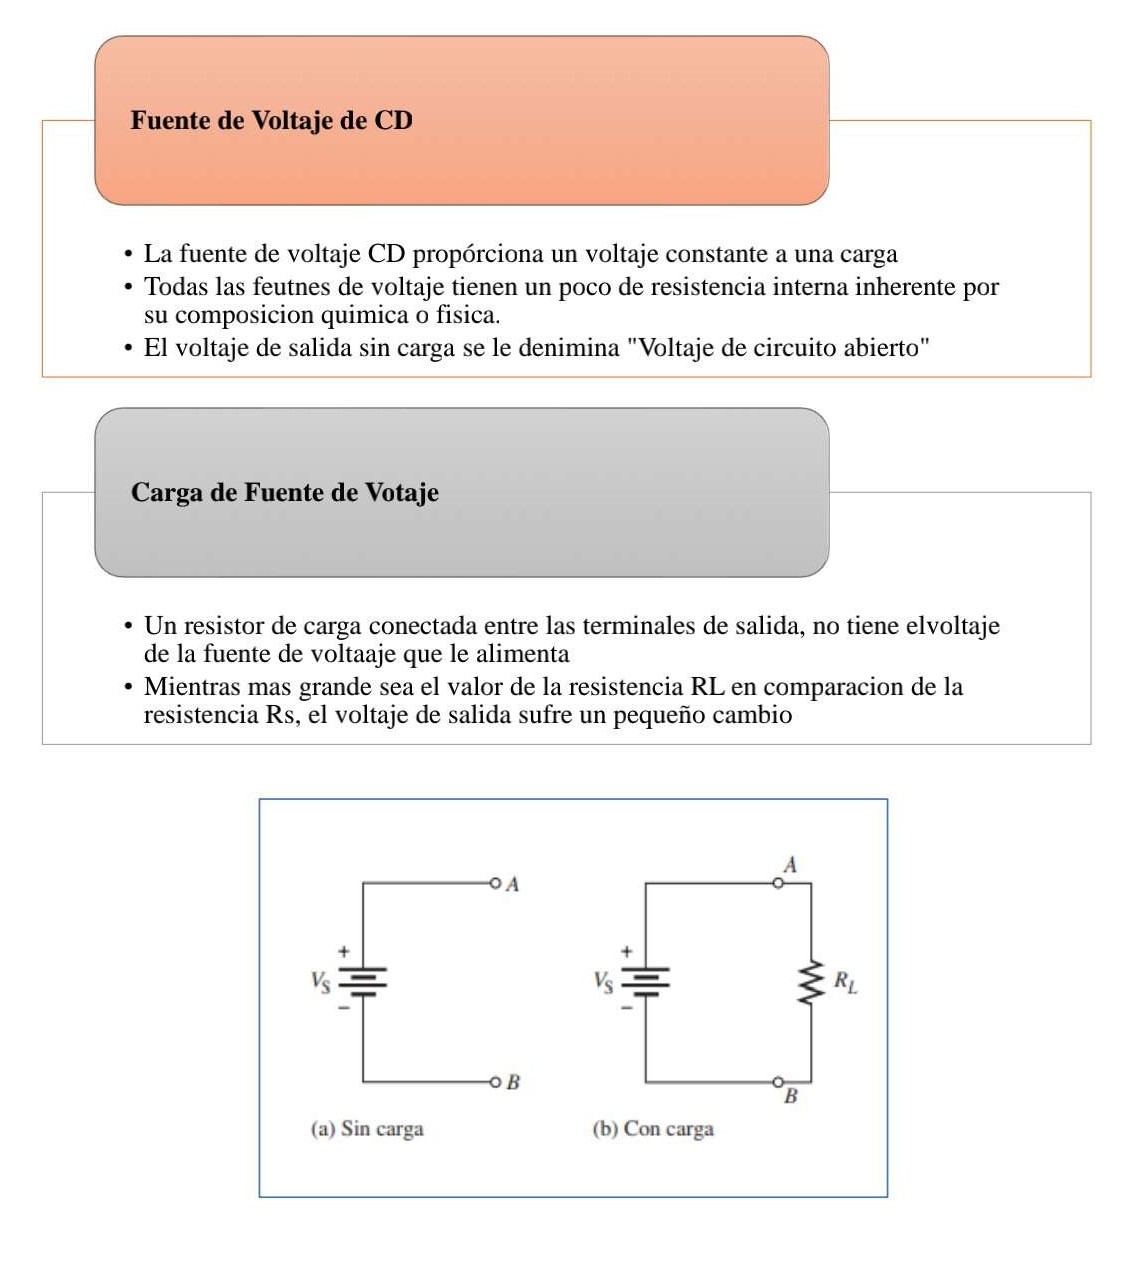 Fuente de Voltaje de CD
• La fuente de voltaje CD propórciona un voltaje constante a una carga
• Todas las feutnes de voltaje tienen un poco de resistencia interna inherente por
su composicion quimica o fisica.
• El voltaje de salida sin carga se le denimina "Voltaje de circuito abierto"
Carga de Fuente de Votaje
• Un resistor de carga conectada entre las terminales de salida, no tiene elvoltaje
de la fuente de voltaaje que le alimenta
• Mientras mas grande sea el valor de la resistencia RL en comparacion de la
resistencia Rs, el voltaje de salida sufre un pequeño cambio
A
+
VS
−
B
(a) Sin carga
A
+
VS
−
RL
B
(b) Con carga